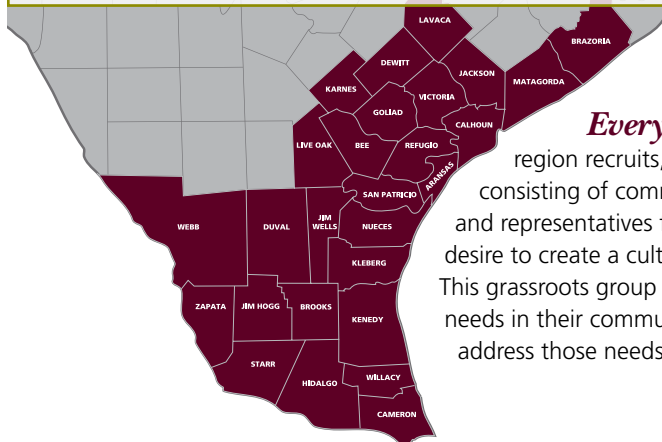 LAVACA
BRAZORIA
DEWITT
JACKSON
MATAGORDA
KARNES
VICTORIA
GOLIAD
CALHOUN
LIVE OAK
BEE
REFUGIO
ARANSAS
SAN PATRICIO
WEBB
DUVAL
JIM
WELLS
NUECES
KLEBERG
ZAPATA
JIM HOGG
BROOKS
KENEDY
STARR
HIDALGO
WILLACY
CAMERON
Every
region recruits,
consisting of comm
and representatives f
desire to create a cult
This grassroots group
needs in their commu
address those needs